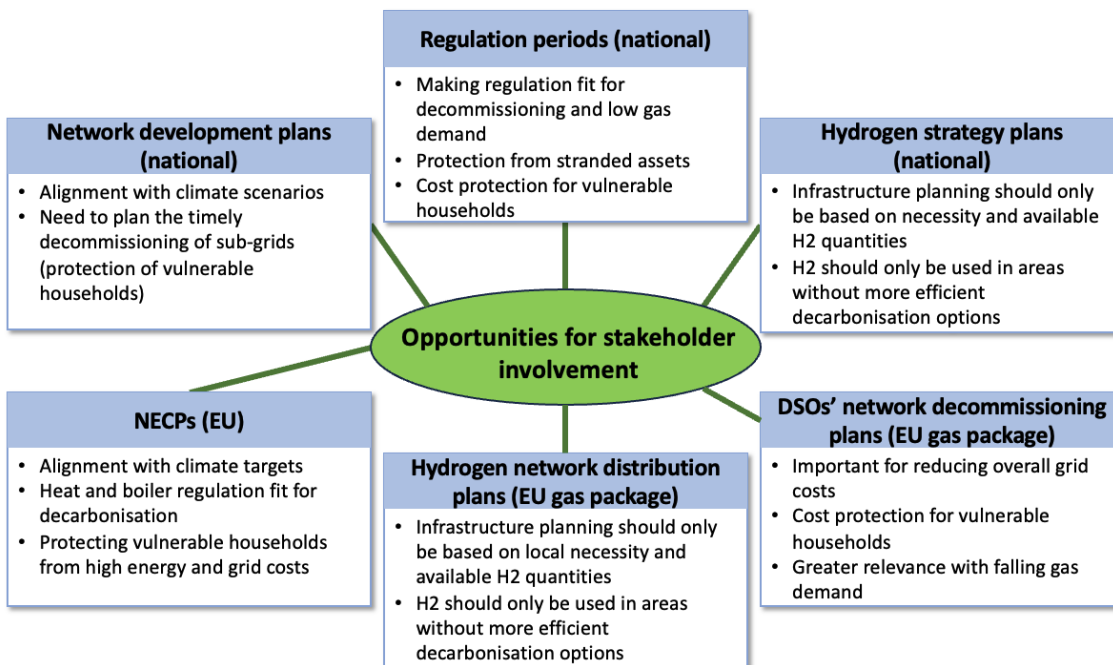 Regulation periods (national)
• Making regulation fit for
decommissioning and low gas
demand
• Protection from stranded assets
• Cost protection for vulnerable
households
Network development plans
(national)
• Alignment with climate scenarios
• Need to plan the timely
decommissioning of sub-grids
(protection of vulnerable
households)
Hydrogen strategy plans
(national)
• Infrastructure planning should only
be based on necessity and available
H2 quantities
• H2 should only be used in areas
without more efficient
decarbonisation options
Opportunities for stakeholder
involvement
NECPs (EU)
• Alignment with climate targets
• Heat and boiler regulation fit for
decarbonisation
• Protecting vulnerable households
from high energy and grid costs
Hydrogen network distribution
plans (EU gas package)
• Infrastructure planning should only
be based on local necessity and
available H2 quantities
• H2 should only be used in areas
without more efficient
decarbonisation options
DSOs' network decommissioning
plans (EU gas package)
• Important for reducing overall grid
costs
• Cost protection for vulnerable
households
• Greater relevance with falling gas
demand